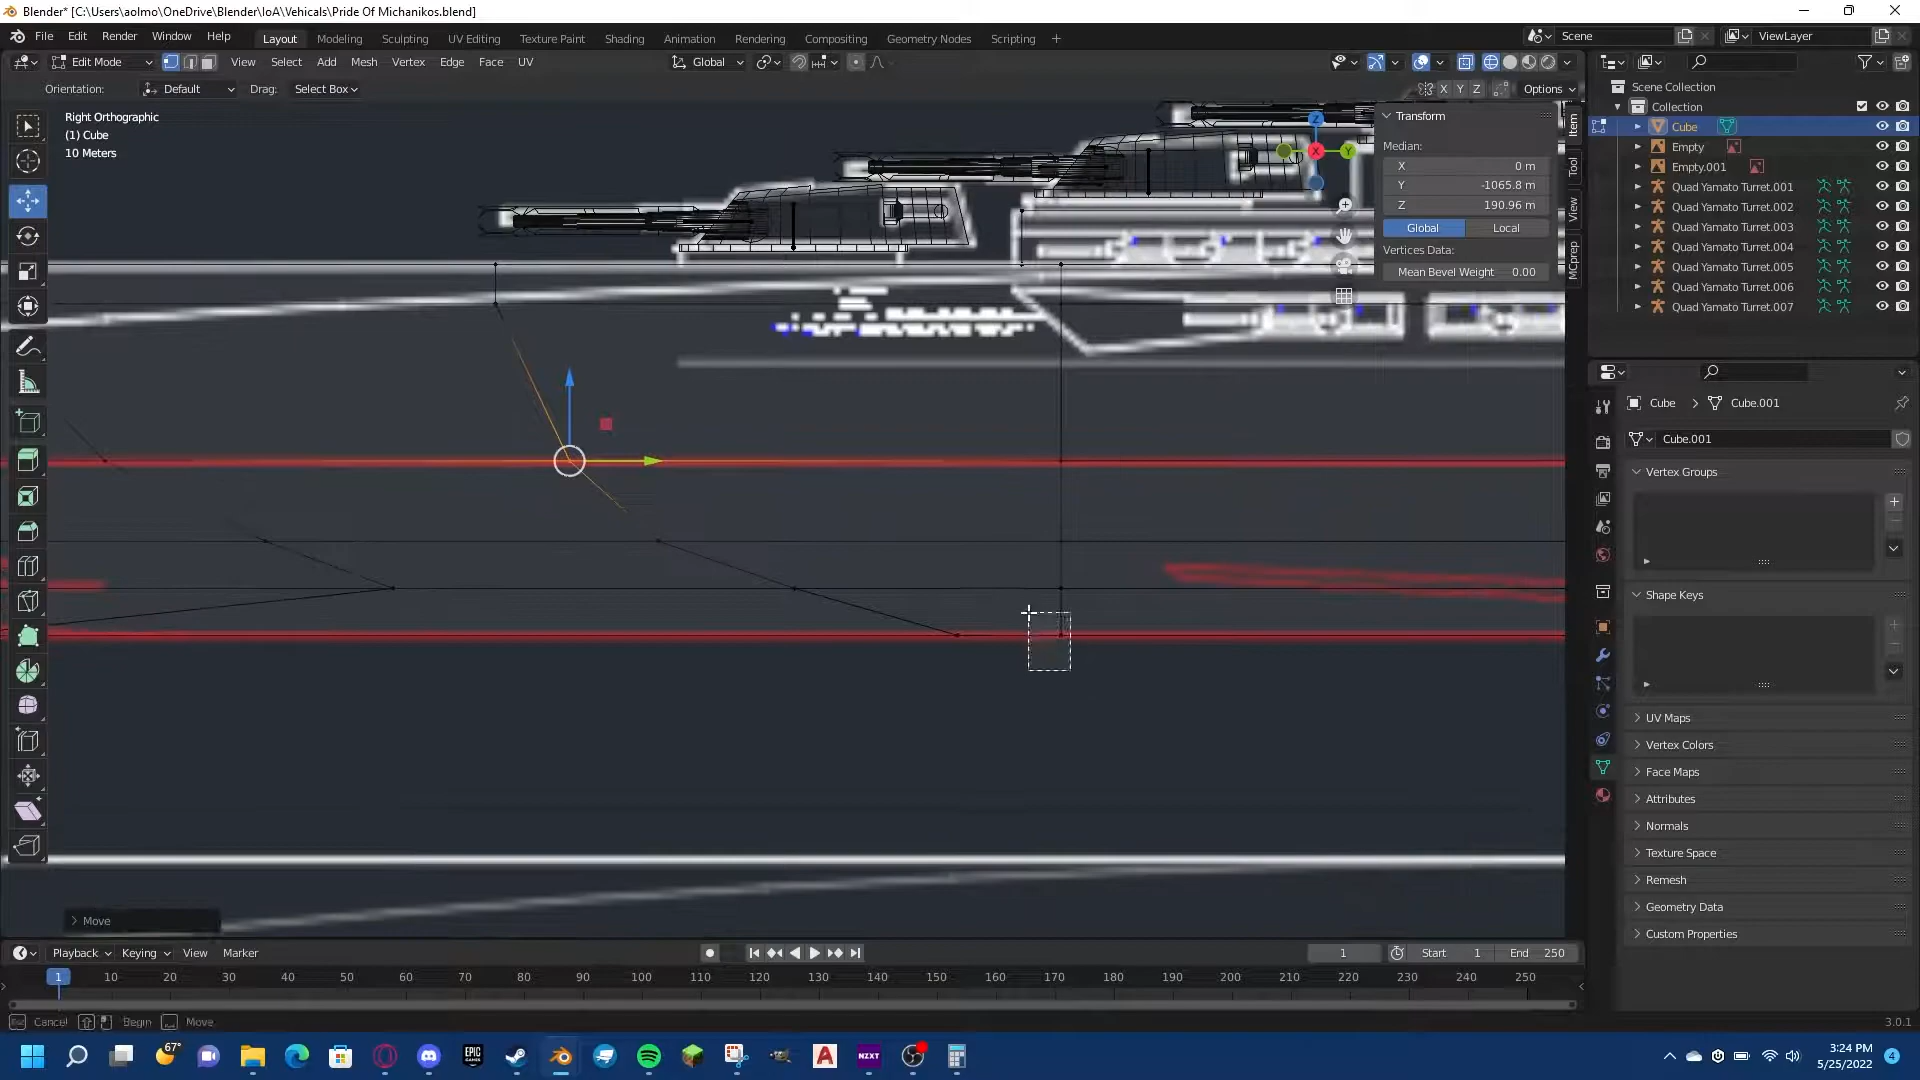 Blender* [C:\Users\aolmo\OneDrive\Blender\IoA\Vehicals\Pride Of Michanikos.blend]
File Edit Render Window Help
Layout Modeling Sculpting UV Editing Texture Paint Shading Animation Rendering Compositing Geometry Nodes Scripting +
Scene
ViewLayer
Edit Mode
View Select Add Mesh Vertex Edge Face UV
Global
Orientation: Default Drag: Select Box
X Y Z Options
Right Orthographic
(1) Cube
10 Meters
Z
X
Y
Transform
Median:
X 0 m
Y -1065.8 m
Z 190.96 m
Global Local
Vertices Data:
Mean Bevel Weight 0.00
Item
Tool
View
MCprep
Scene Collection
Collection
Cube
Empty
Empty.001
Quad Yamato Turret.001
Quad Yamato Turret.002
Quad Yamato Turret.003
Quad Yamato Turret.004
Quad Yamato Turret.005
Quad Yamato Turret.006
Quad Yamato Turret.007
Cube > Cube.001
Cube.001
Vertex Groups
Shape Keys
UV Maps
Vertex Colors
Face Maps
Attributes
Normals
Texture Space
Remesh
Geometry Data
Custom Properties
Move
Playback Keying View Marker
1 Start 1 End 250
1 10 20 30 40 50 60 70 80 90 100 110 120 130 140 150 160 170 180 190 200 210 220 230 240 250
Esc Cancel Begin Move
3.0.1
67°
EPIC GAMES
A
NZXT
3:24 PM
5/25/2022
4